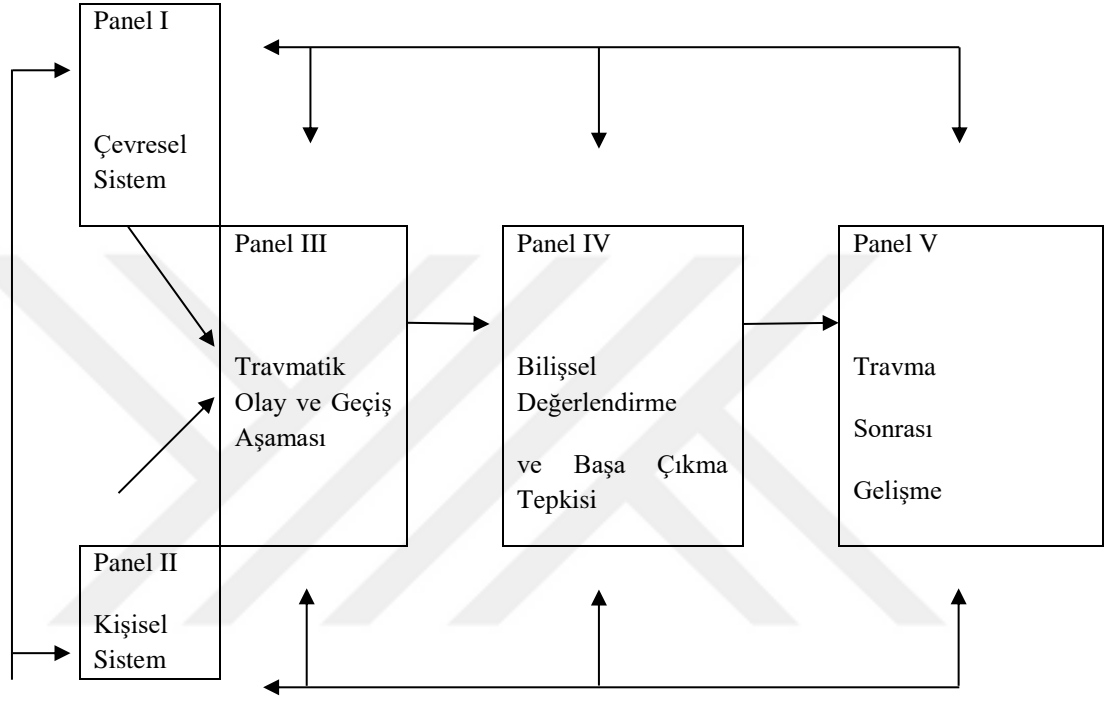 Panel I
Çevresel
Sistem
Panel III
Travmatik
Olay ve Geçiş
Aşaması
Panel IV
Bilişsel
Değerlendirme
ve Başa Çıkma
Tepkisi
Panel V
Travma
Sonrası
Gelişme
Panel II
Kişisel
Sistem